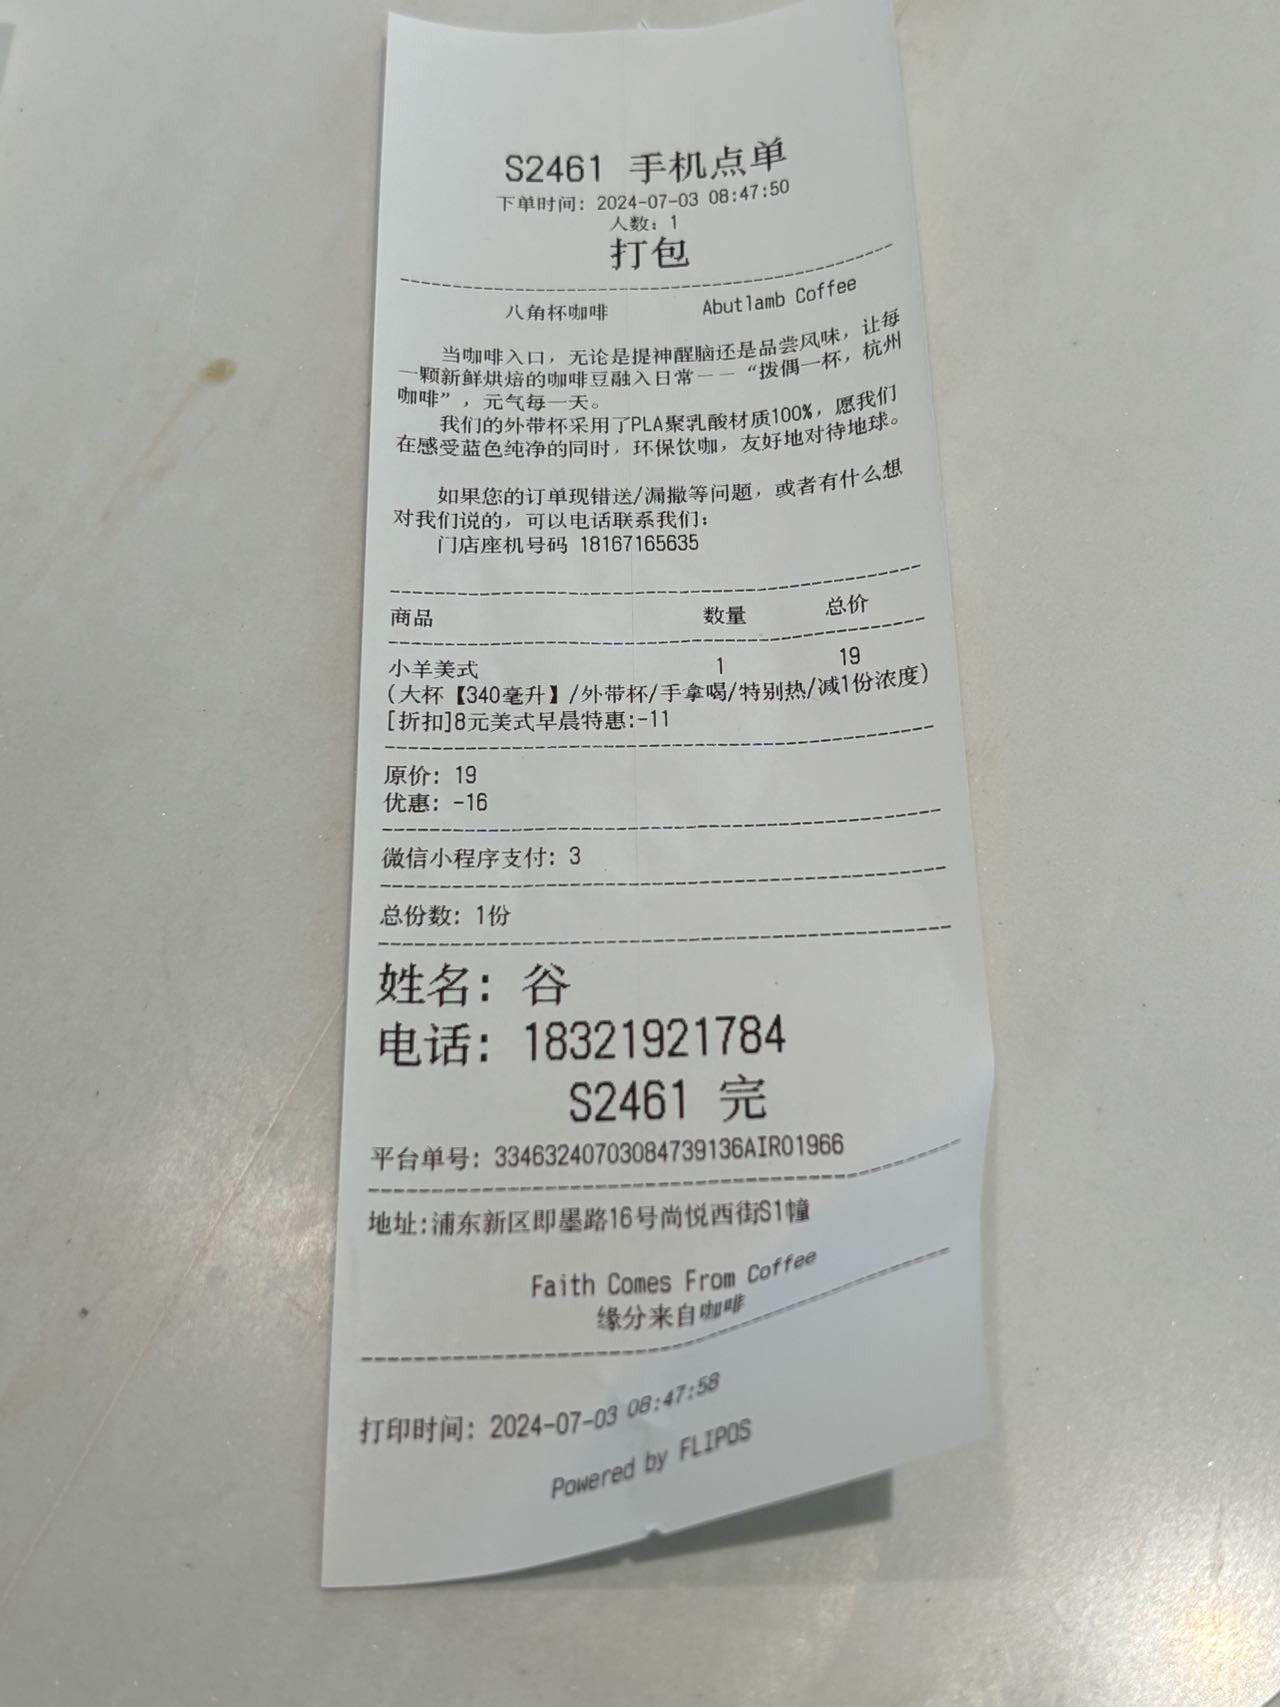 S2461 手机点单
下单时间: 2024-07-03 08:47:50
人数: 1
打包
八角杯咖啡 Abutlamb Coffee
当咖啡入口，无论是提神醒脑还是品尝风味，让每
一颗新鲜烘焙的咖啡豆融入日常——“拨偶一杯，杭州
咖啡”，元气每一天。
我们的外带杯采用了PLA聚乳酸材质100%，愿我们
在感受蓝色纯净的同时，环保饮咖，友好地对待地球。
如果您的订单现错送/漏撒等问题，或者有什么想
对我们说的，可以电话联系我们:
门店座机号码 18167165635
商品 数量 总价
小羊美式 1 19
(大杯【340毫升】/外带杯/手拿喝/特别热/减1份浓度)
[折扣]8元美式早晨特惠:-11
原价: 19
优惠: -16
微信小程序支付: 3
总份数: 1份
姓名: 谷
电话: 18321921784
S2461 完
平台单号: 33463240703084739136AIR01966
地址:浦东新区即墨路16号尚悦西街S1幢
Faith Comes From Coffee
缘分来自咖啡
打印时间: 2024-07-03 08:47:58
Powered by FLIPOS